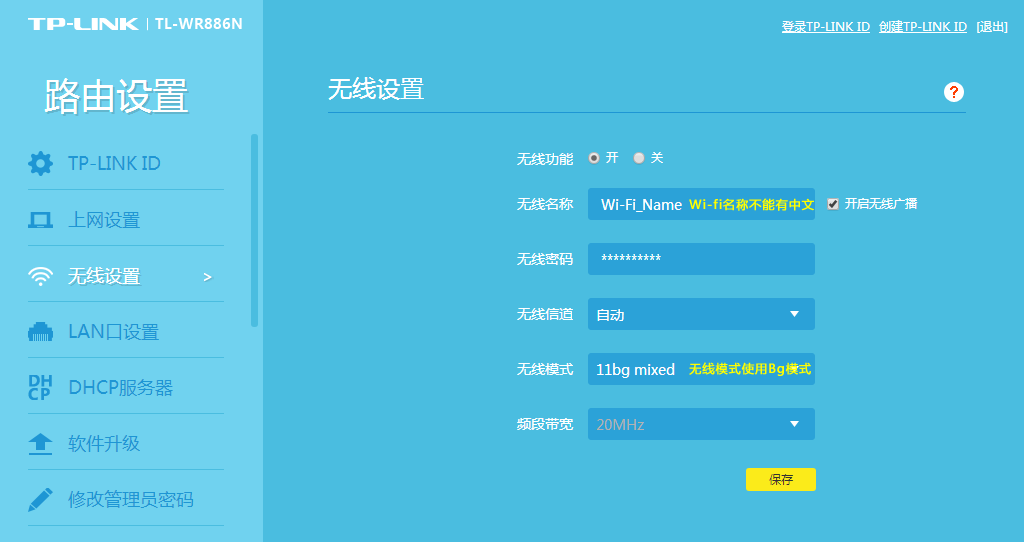 TP-LINK | TL-WR886N
登录TP-LINK ID 创建TP-LINK ID [退出]
路由设置
TP-LINK ID
上网设置
无线设置 >
LAN口设置
DHCP
DHCP服务器
软件升级
修改管理员密码
无线设置
?
无线功能 开 关
无线名称 Wi-Fi_Name Wi-fi名称不能有中文 开启无线广播
无线密码 **********
无线信道 自动
无线模式 11bg mixed 无线模式使用Bg模式
频段带宽 20MHz
保存